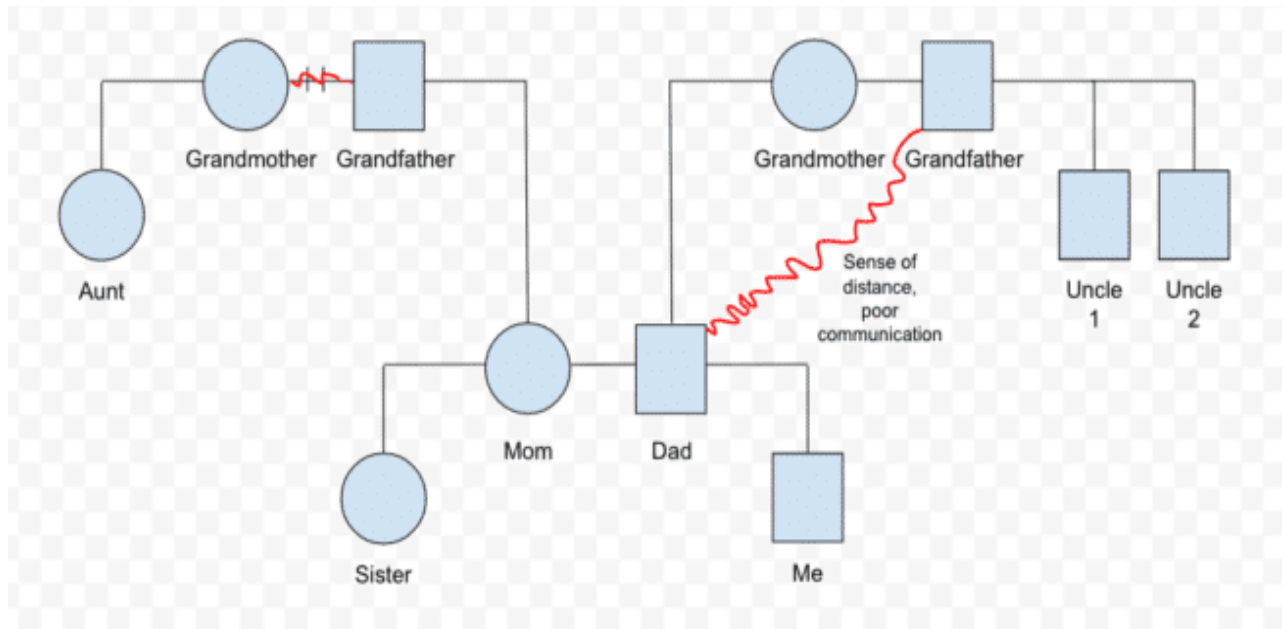 Grandmother
Grandfather
Grandmother
Grandfather
Aunt
Sense of
distance,
poor
communication
Uncle
1
Uncle
2
Mom
Dad
Sister
Me